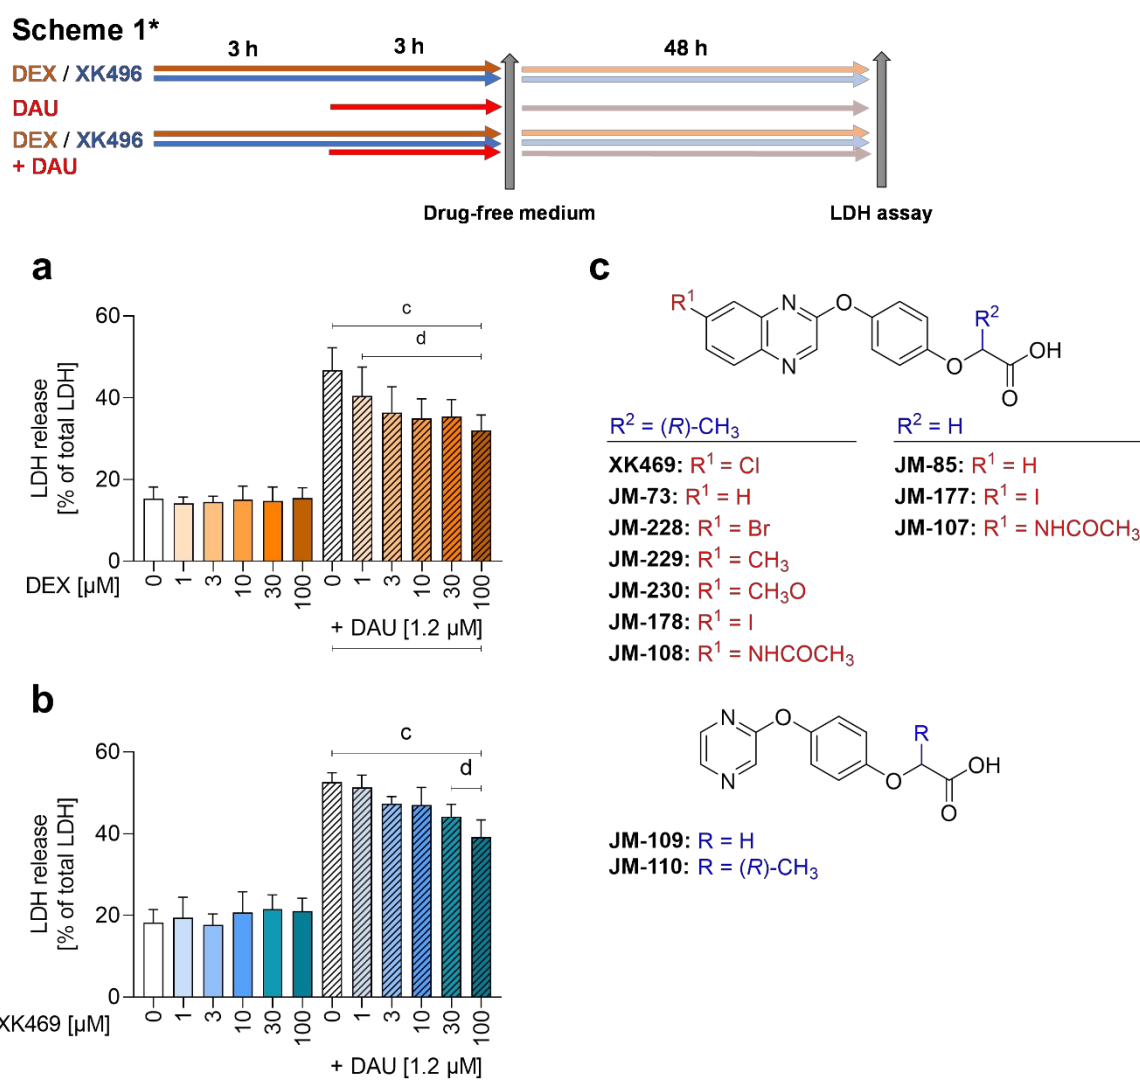 Scheme 1*
3 h
3 h
48 h
DEX / XK496
DAU
DEX / XK496
+ DAU
Drug-free medium
LDH assay
a
60
40
20
0
LDH release
[% of total LDH]
c
d
DEX [µM]
0 1 3 10 30 100 0 1 3 10 30 100
+ DAU [1.2 µM]
b
60
40
20
0
LDH release
[% of total LDH]
c
d
XK469 [µM]
0 1 3 10 30 100 0 1 3 10 30 100
+ DAU [1.2 µM]
c
R¹
N
N
O
O
R²
OH
O
R² = (R)-CH₃
XK469: R¹ = Cl
JM-73: R¹ = H
JM-228: R¹ = Br
JM-229: R¹ = CH₃
JM-230: R¹ = CH₃O
JM-178: R¹ = I
JM-108: R¹ = NHCOCH₃
R² = H
JM-85: R¹ = H
JM-177: R¹ = I
JM-107: R¹ = NHCOCH₃
N
N
O
O
R
OH
O
JM-109: R = H
JM-110: R = (R)-CH₃